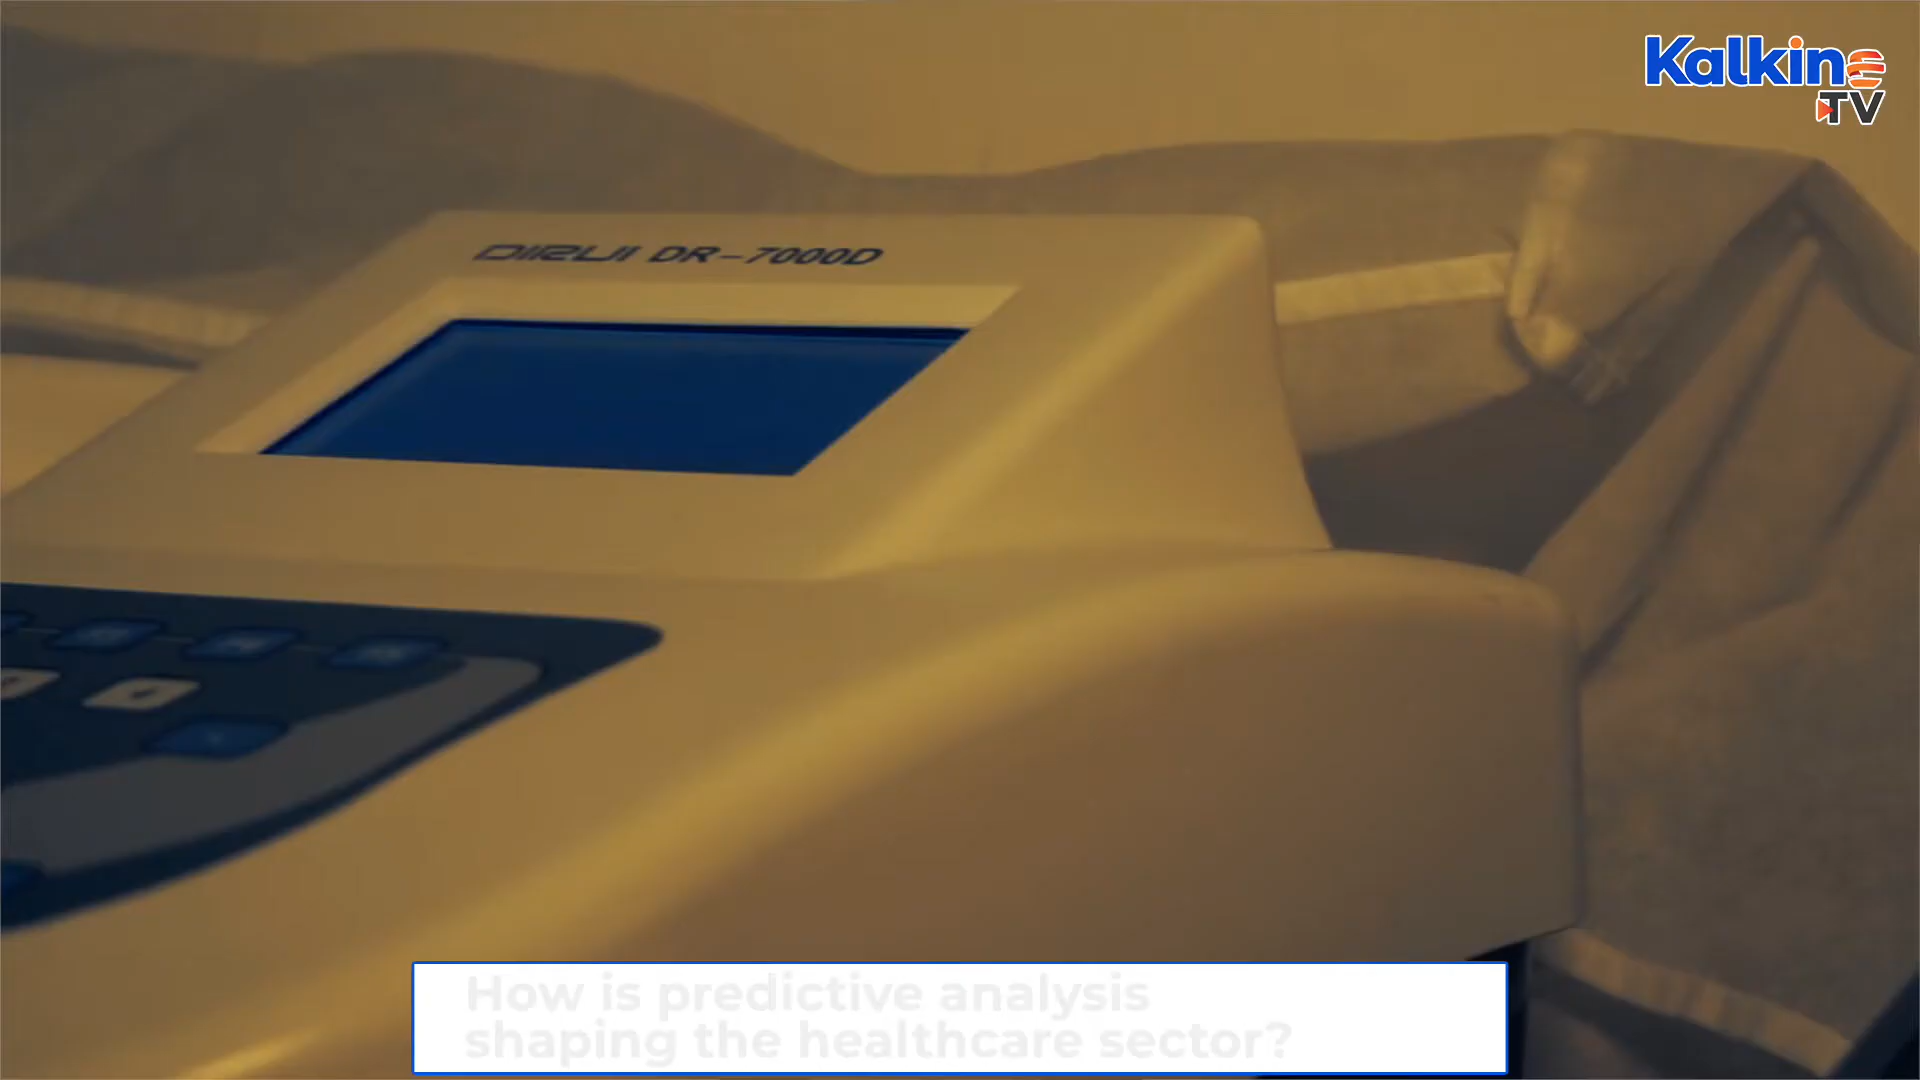 Kalkine
TV
DIRUI DR-7000D
How is predictive analysis
shaping the healthcare sector?